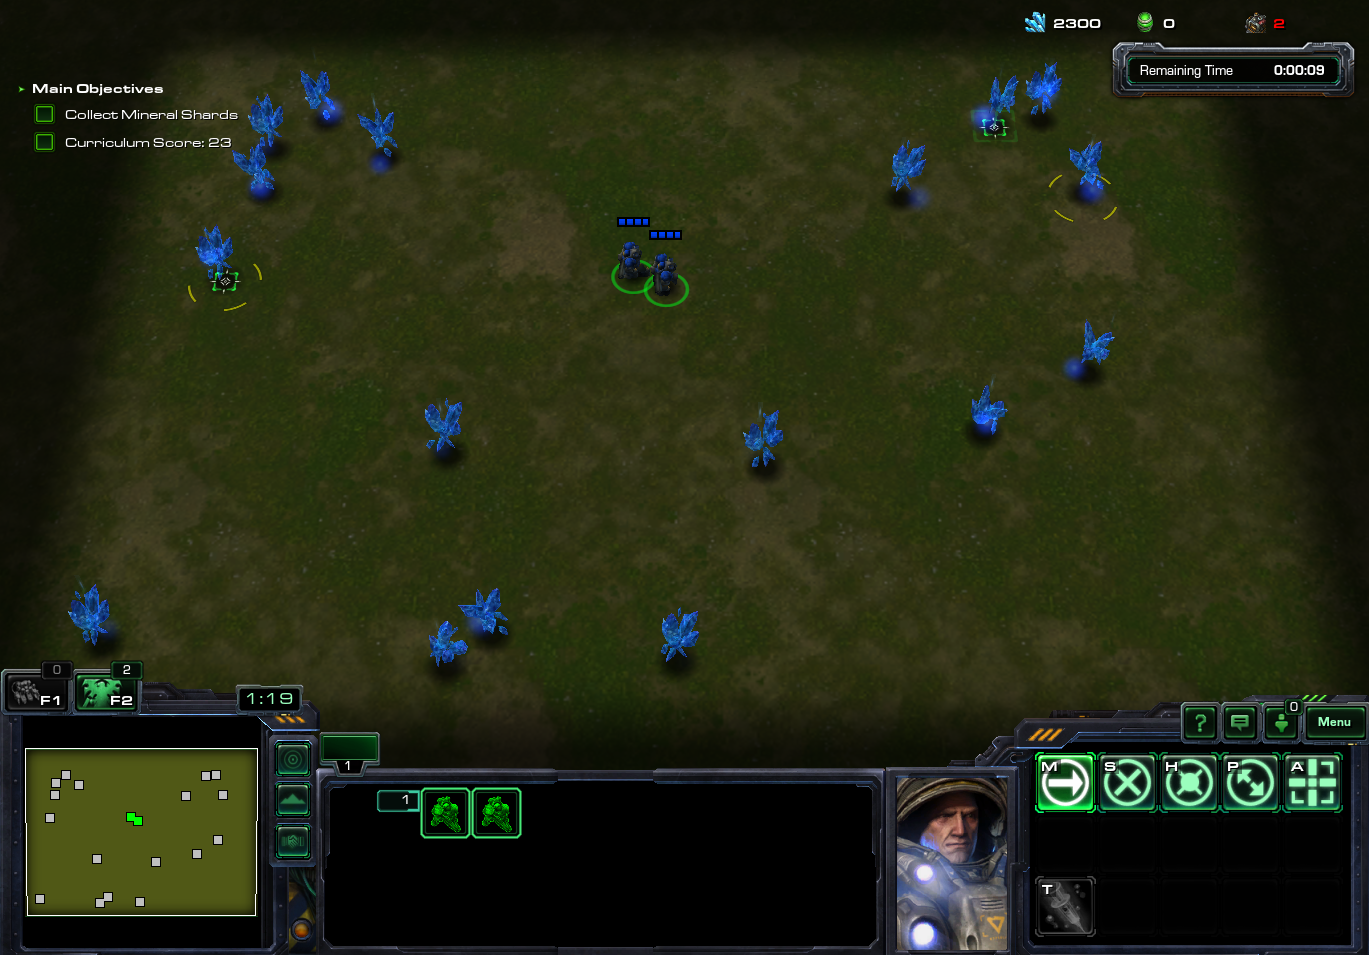 2300 0 2
Remaining Time 0:00:09
Main Objectives
Collect Mineral Shards
Curriculum Score: 23
0 2
F1 F2
1:19
0
? Menu
1
1
M S H P A
T